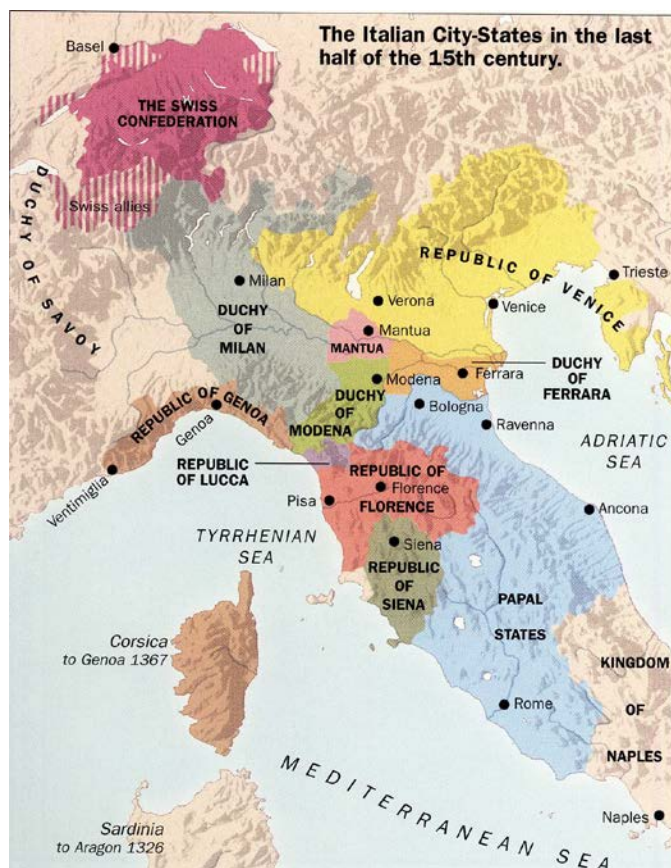 The Italian City-States in the last
half of the 15th century.
Basel
THE SWISS
CONFEDERATION
Swiss allies
DUCHY OF SAVOY
REPUBLIC OF VENICE
Trieste
Milan
Verona
Venice
DUCHY
OF
MILAN
Mantua
MANTUA
Modena
Ferrara
DUCHY OF
FERRARA
DUCHY
OF
MODENA
Bologna
Ravenna
REPUBLIC OF GENOA
Genoa
ADRIATIC
SEA
Ventimiglia
REPUBLIC
OF LUCCA
REPUBLIC OF
FLORENCE
Florence
Pisa
Ancona
TYRRHENIAN
SEA
Siena
REPUBLIC
OF
SIENA
PAPAL
STATES
Corsica
to Genoa 1367
KINGDOM
OF
NAPLES
Rome
MEDITERRANEAN SEA
Naples
Sardinia
to Aragon 1326